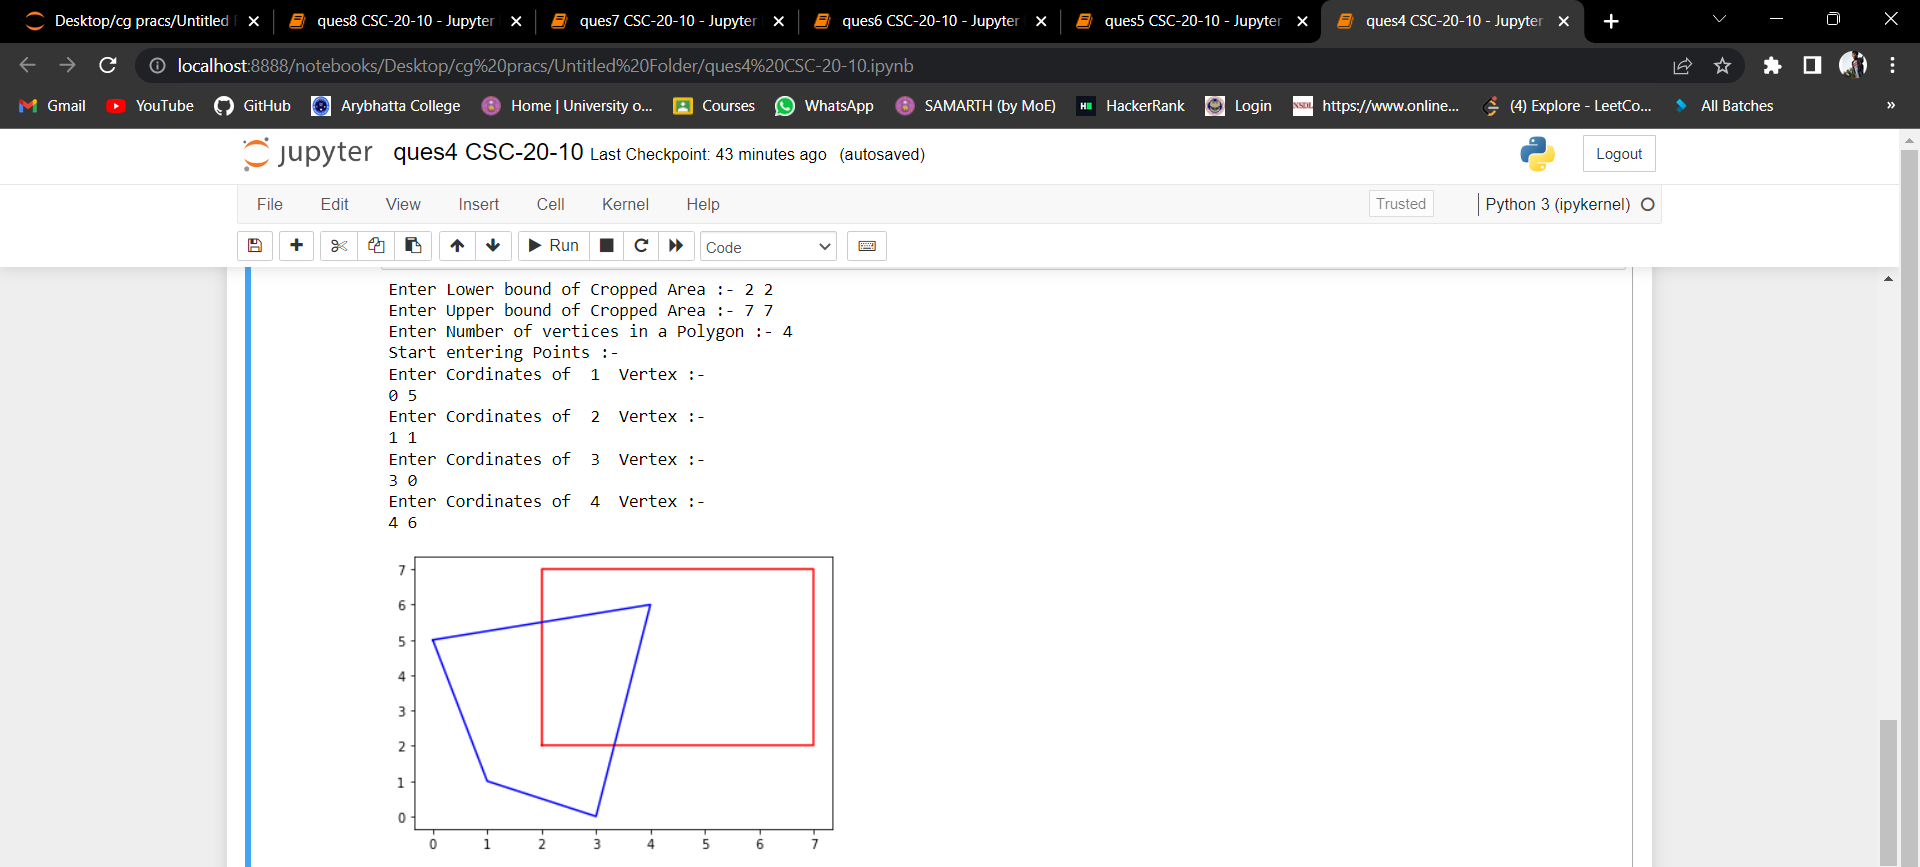 Desktop/cg pracs/Untitled F
ques8 CSC-20-10 - Jupyter
ques7 CSC-20-10 - Jupyter
ques6 CSC-20-10 - Jupyter
ques5 CSC-20-10 - Jupyter
ques4 CSC-20-10 - Jupyter
localhost:8888/notebooks/Desktop/cg%20pracs/Untitled%20Folder/ques4%20CSC-20-10.ipynb
Gmail YouTube GitHub Arybhatta College Home | University o... Courses WhatsApp SAMARTH (by MoE) HackerRank Login NSDL https://www.online... (4) Explore - LeetCo... All Batches »
jupyter ques4 CSC-20-10 Last Checkpoint: 43 minutes ago (autosaved) Logout
File Edit View Insert Cell Kernel Help Trusted Python 3 (ipykernel)
Run Code
Enter Lower bound of Cropped Area :- 2 2
Enter Upper bound of Cropped Area :- 7 7
Enter Number of vertices in a Polygon :- 4
Start entering Points :-
Enter Cordinates of  1  Vertex :-
0 5
Enter Cordinates of  2  Vertex :-
1 1
Enter Cordinates of  3  Vertex :-
3 0
Enter Cordinates of  4  Vertex :-
4 6
7
6
5
4
3
2
1
0
0 1 2 3 4 5 6 7